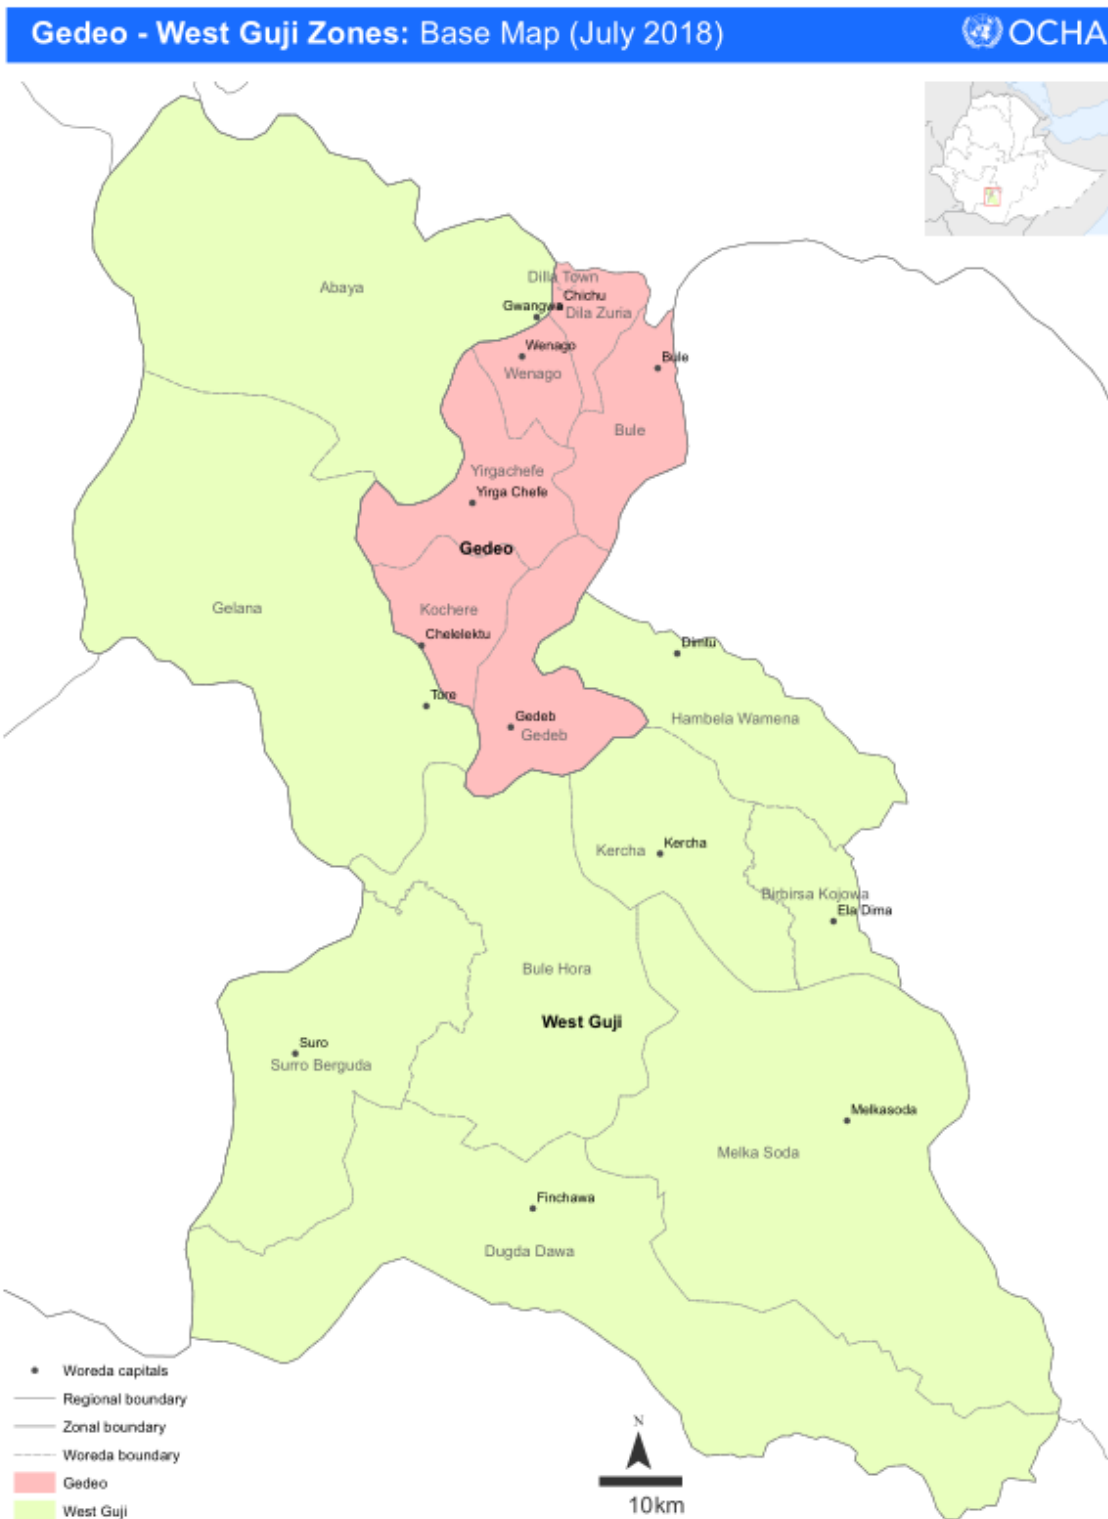 Gedeo - West Guji Zones: Base Map (July 2018)
OCHA
Dilla Town
Abaya
Chichu
Gwangwa
Dila Zuria
Wenago
Bule
Wenago
Bule
Yirgachefe
Yirga Chefe
Gedeo
Gelana
Kochere
Chelelektu
Dimtu
Tore
Gedeb
Hambela Wamena
Gedeb
Kercha
Kercha
Birbirsa Kojowa
Ela Dima
Bule Hora
West Guji
Suro
Surro Berguda
Melkasoda
Melka Soda
Finchawa
Dugda Dawa
Woreda capitals
Regional boundary
Zonal boundary
Woreda boundary
Gedeo
West Guji
N
10km